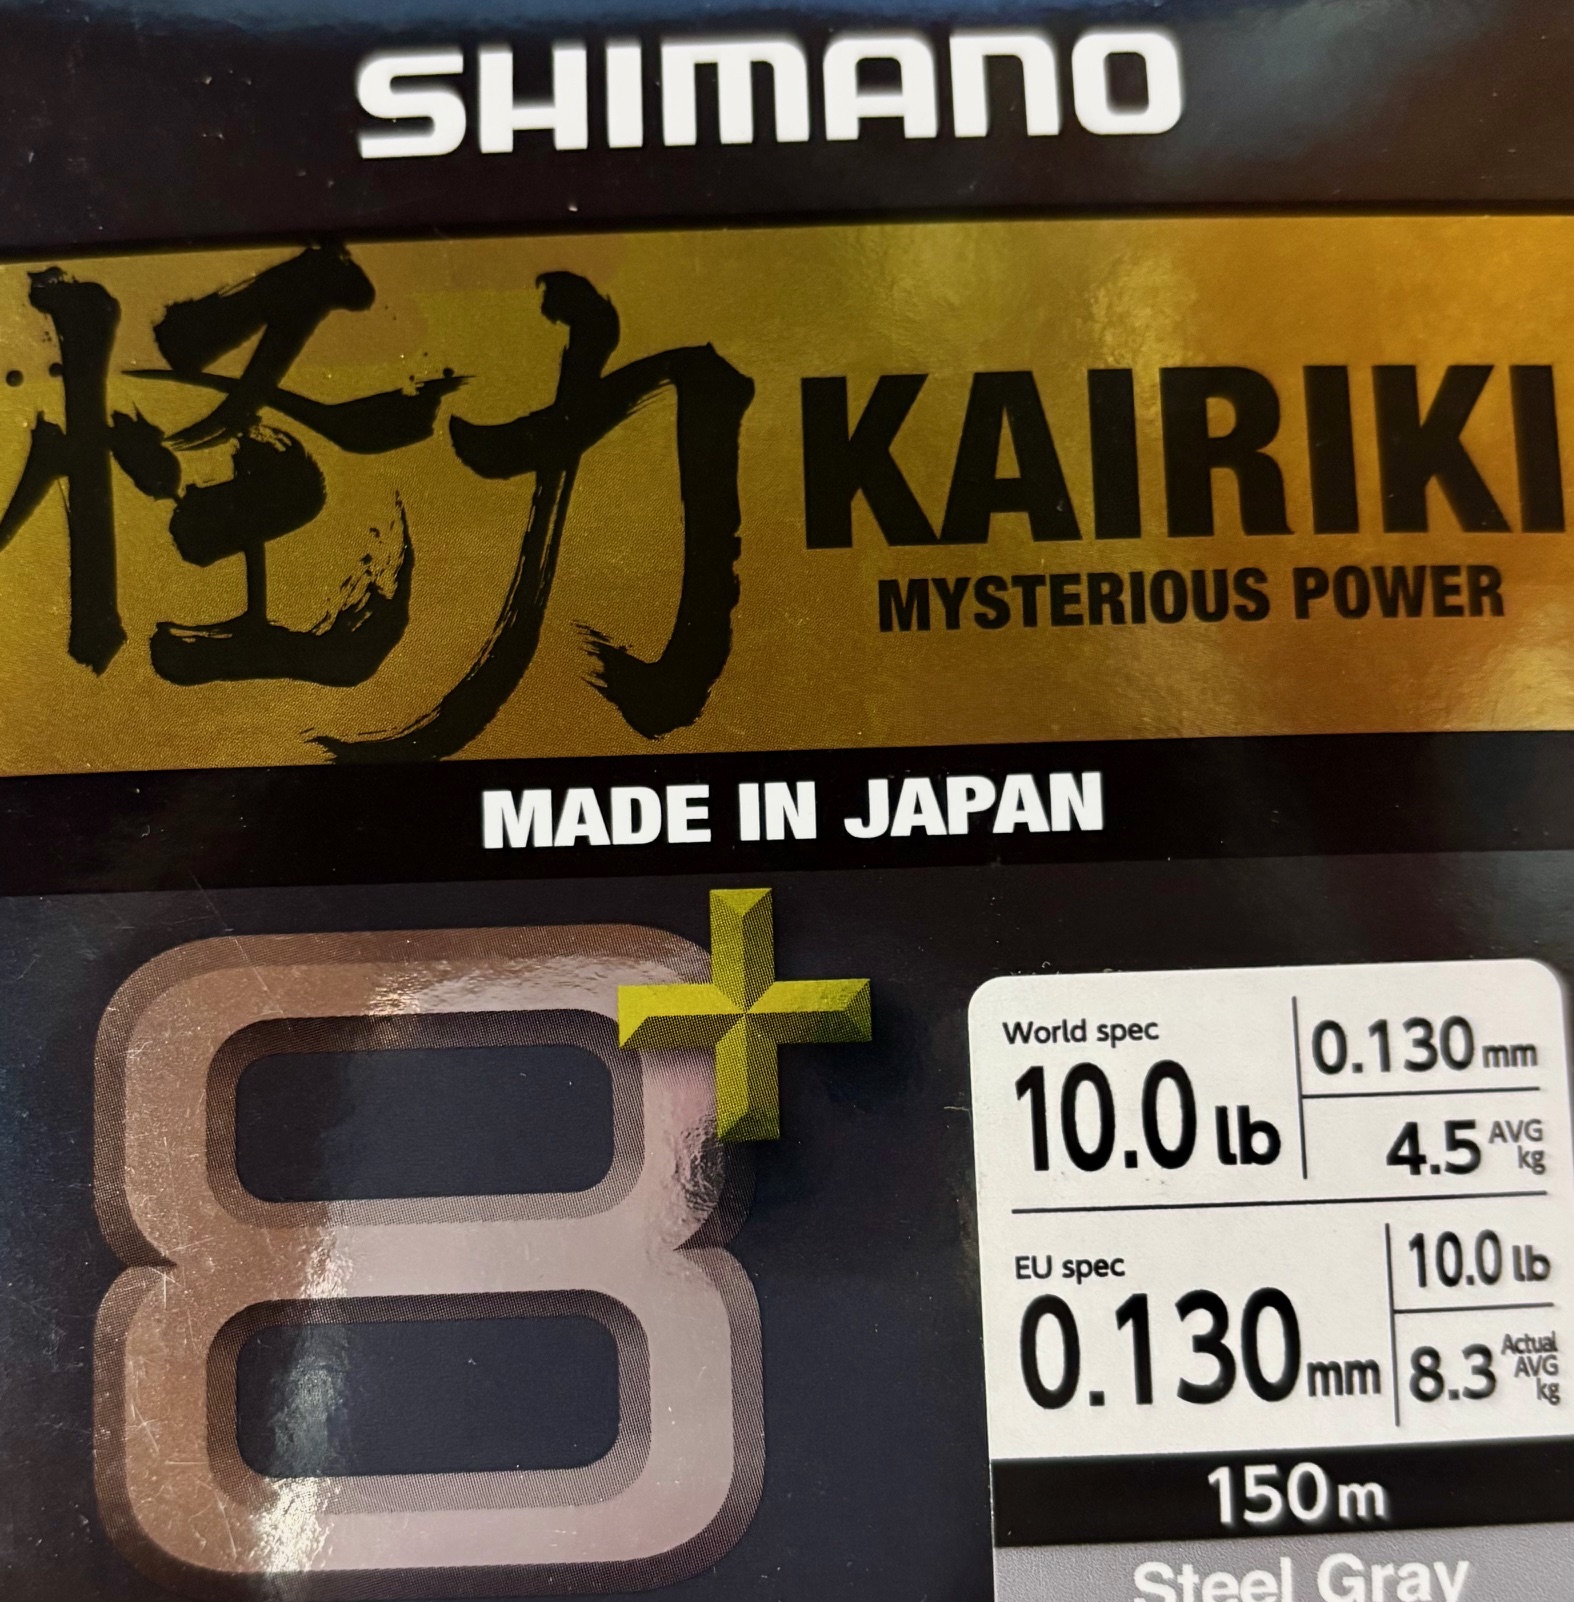 SHIMANO
怪力 KAIRIKI
MYSTERIOUS POWER
MADE IN JAPAN
8+
World spec
10.0 lb
0.130 mm
4.5 AVG kg
EU spec
0.130 mm
10.0 lb
8.3 Actual AVG kg
150m
Steel Gray